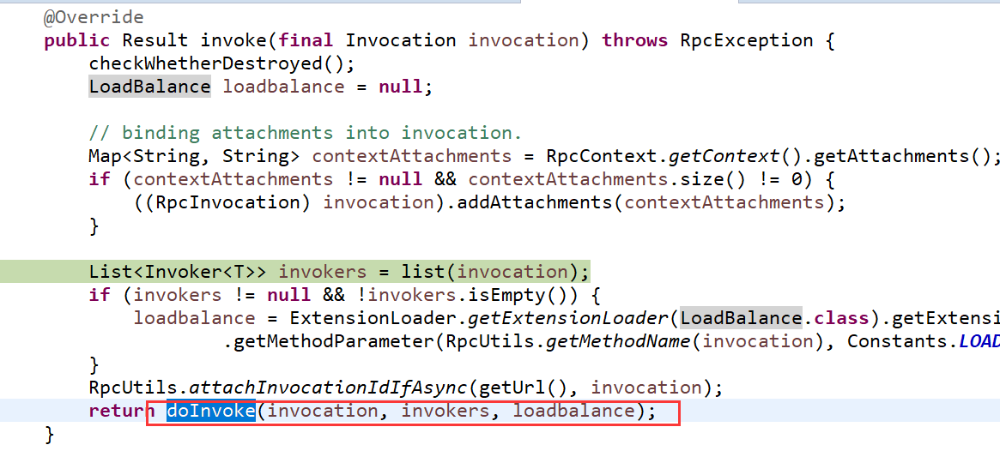 @Override
public Result invoke(final Invocation invocation) throws RpcException {
checkWhetherDestroyed();
LoadBalance loadbalance = null;
// binding attachments into invocation.
Map<String, String> contextAttachments = RpcContext.getContext().getAttachments();
if (contextAttachments != null && contextAttachments.size() != 0) {
((RpcInvocation) invocation).addAttachments(contextAttachments);
}
List<Invoker<T>> invokers = list(invocation);
if (invokers != null && !invokers.isEmpty()) {
loadbalance = ExtensionLoader.getExtensionLoader(LoadBalance.class).getExtensi
.getMethodParameter(RpcUtils.getMethodName(invocation), Constants.LOAD
}
RpcUtils.attachInvocationIdIfAsync(getUrl(), invocation);
return doInvoke(invocation, invokers, loadbalance);
}